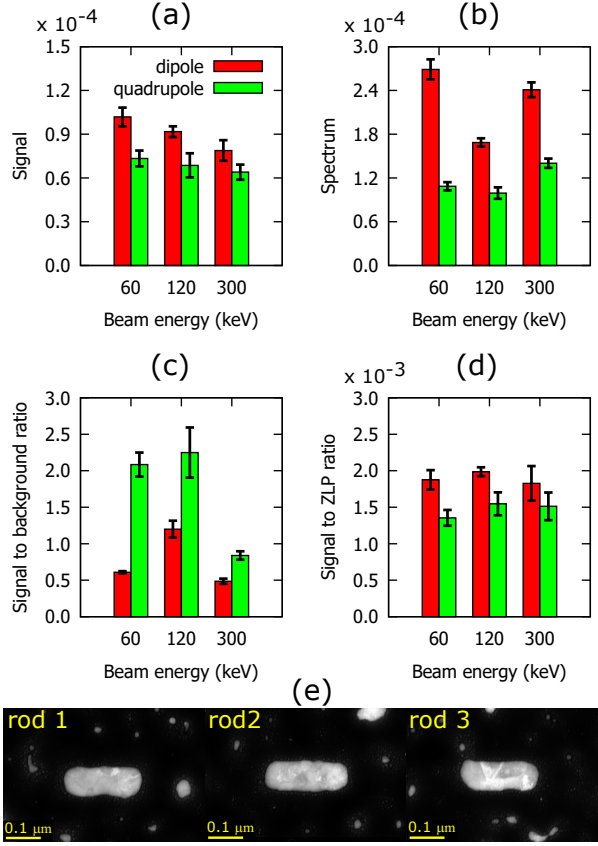 (a)
x 10-4
1.5
1.2
0.9
0.6
0.4
0.0
Signal
dipole
quadrupole
60 120 300
Beam energy (keV)
(b)
x 10-4
3.0
2.4
1.8
1.2
0.6
0.0
Spectrum
60 120 300
Beam energy (keV)
(c)
3.0
2.5
2.0
1.5
1.0
0.5
0.0
Signal to background ratio
60 120 300
Beam energy (keV)
(d)
x 10-3
3.0
2.5
2.0
1.5
1.0
0.5
0.0
Signal to ZLP ratio
60 120 300
Beam energy (keV)
(e)
rod 1 rod2 rod 3
0.1 μm 0.1 μm 0.1 μm